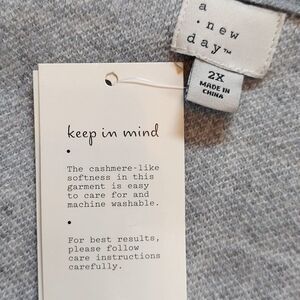 a
· new
day™
2X
MADE IN
CHINA
keep in mind
•
The cashmere-like
softness in this
garment is easy
to care for and
machine washable.
•
For best results,
please follow
care instructions
carefully.